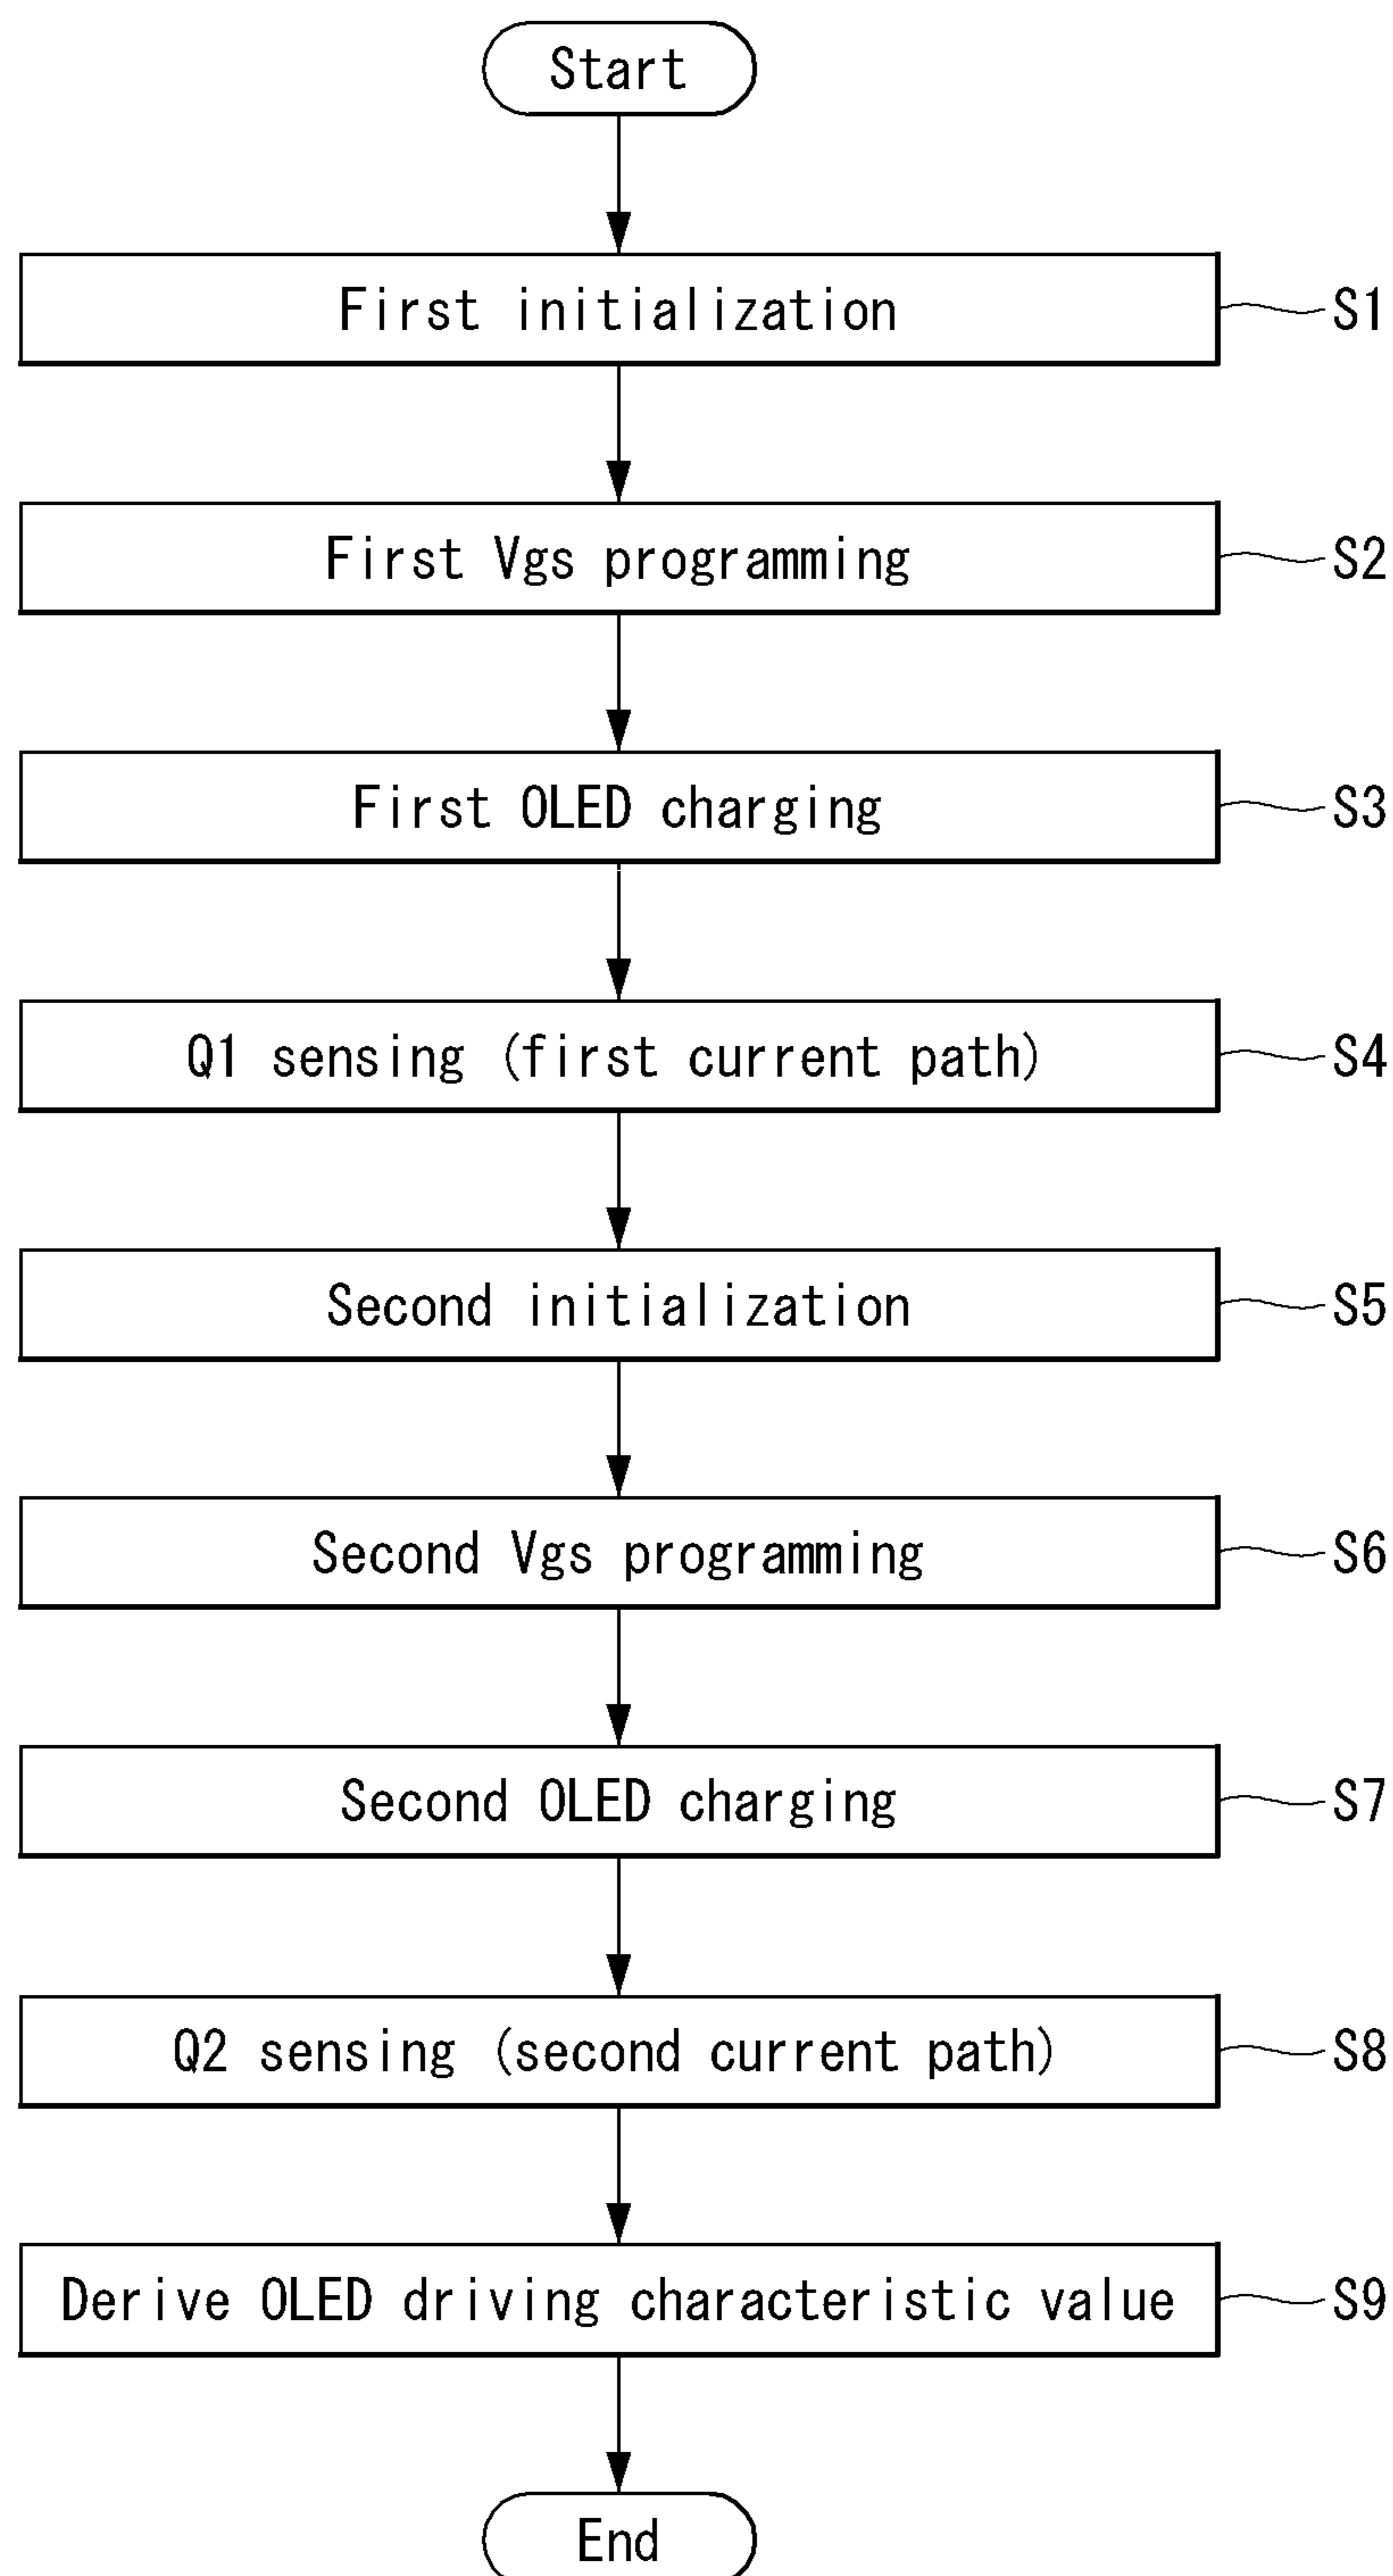 Start
First initialization
S1
First Vgs programming
S2
First OLED charging
S3
Q1 sensing (first current path)
S4
Second initialization
S5
Second Vgs programming
S6
Second OLED charging
S7
Q2 sensing (second current path)
S8
Derive OLED driving characteristic value
S9
End